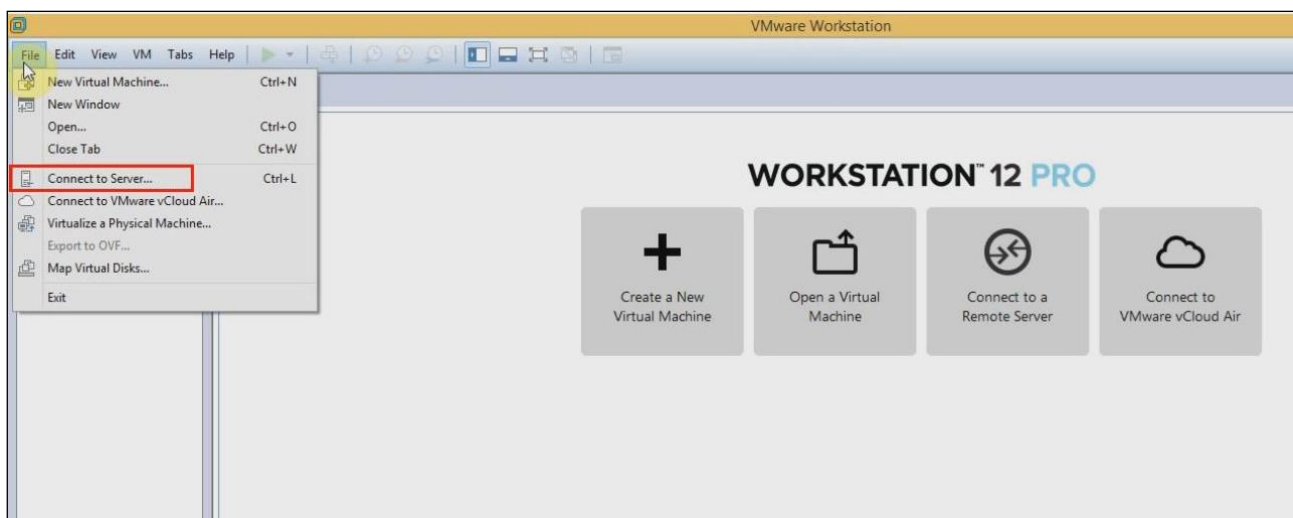 VMware Workstation
File Edit View VM Tabs Help
New Virtual Machine... Ctrl+N
New Window
Open... Ctrl+O
Close Tab Ctrl+W
Connect to Server... Ctrl+L
Connect to VMware vCloud Air...
Virtualize a Physical Machine...
Export to OVF...
Map Virtual Disks...
Exit
WORKSTATION™ 12 PRO
Create a New
Virtual Machine
Open a Virtual
Machine
Connect to a
Remote Server
Connect to
VMware vCloud Air